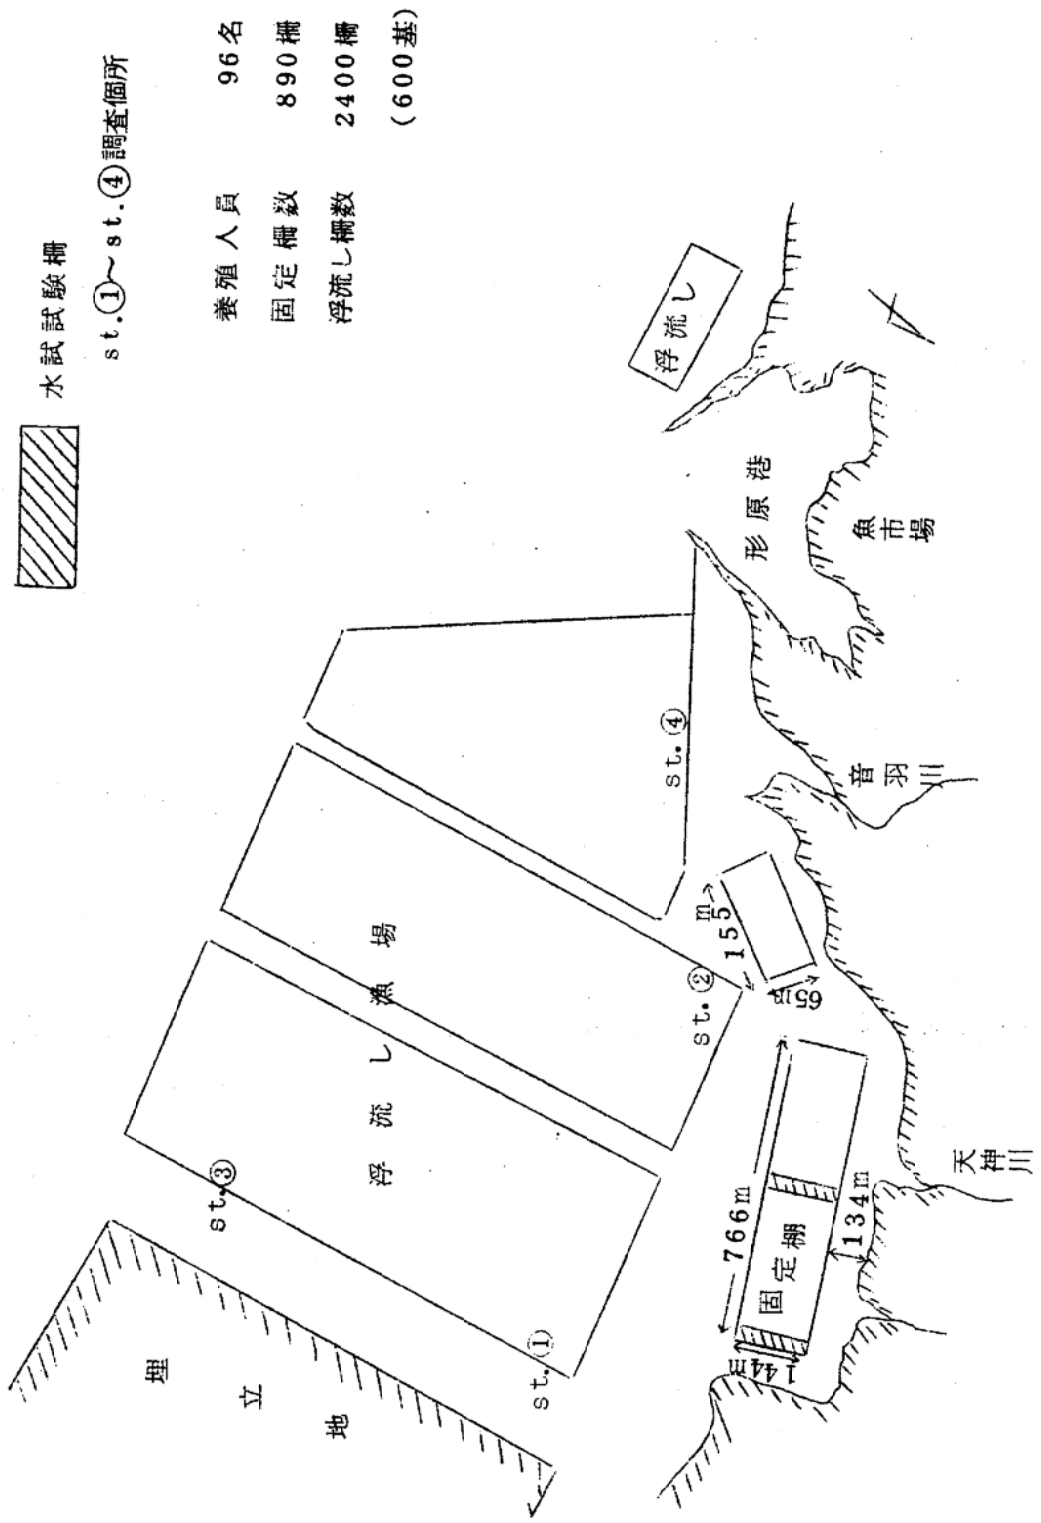 水試試験柵
st.①～st.④調査個所
養殖人員 96名
固定柵数 890柵
浮流し柵数 2400柵
(600基)
浮流し
形原港
魚市場
音羽川
天神川
st.④
st.②
st.③
st.①
浮流し漁場
155m
65m
766m
134m
144m
固定棚
埋立地